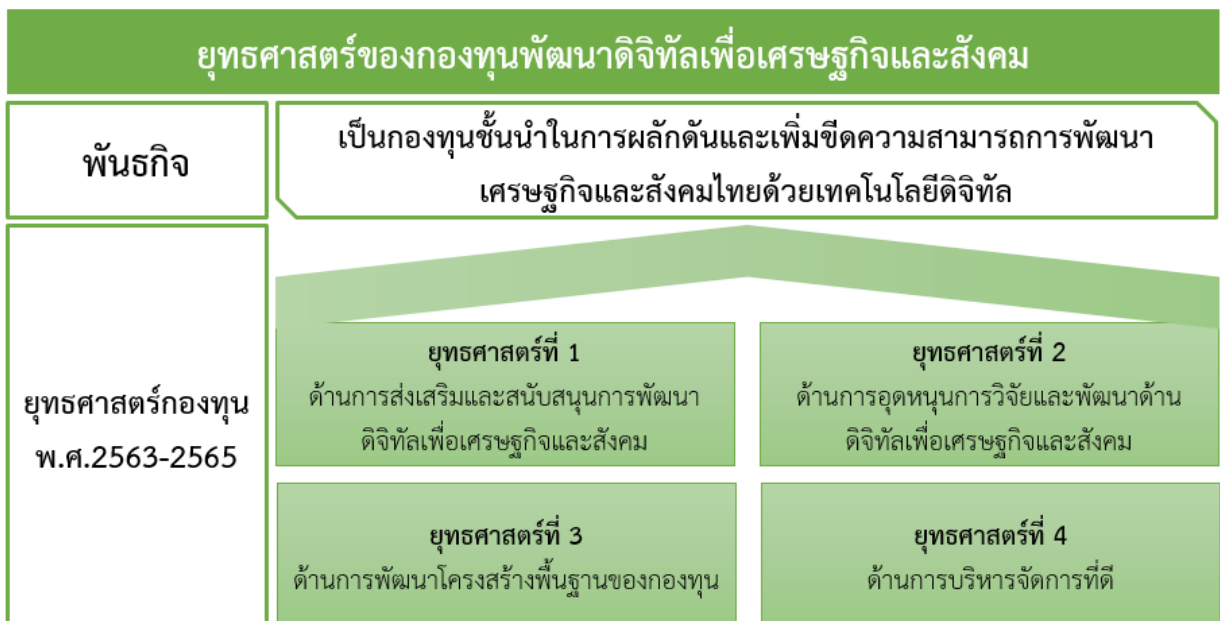 ยุทธศาสตร์ของกองทุนพัฒนาดิจิทัลเพื่อเศรษฐกิจและสังคม
พันธกิจ
เป็นกองทุนชั้นนำในการผลักดันและเพิ่มขีดความสามารถการพัฒนา
เศรษฐกิจและสังคมไทยด้วยเทคโนโลยีดิจิทัล
ยุทธศาสตร์กองทุน
พ.ศ.2563-2565
ยุทธศาสตร์ที่ 1
ด้านการส่งเสริมและสนับสนุนการพัฒนา
ดิจิทัลเพื่อเศรษฐกิจและสังคม
ยุทธศาสตร์ที่ 2
ด้านการอุดหนุนการวิจัยและพัฒนาด้าน
ดิจิทัลเพื่อเศรษฐกิจและสังคม
ยุทธศาสตร์ที่ 3
ด้านการพัฒนาโครงสร้างพื้นฐานของกองทุน
ยุทธศาสตร์ที่ 4
ด้านการบริหารจัดการที่ดี